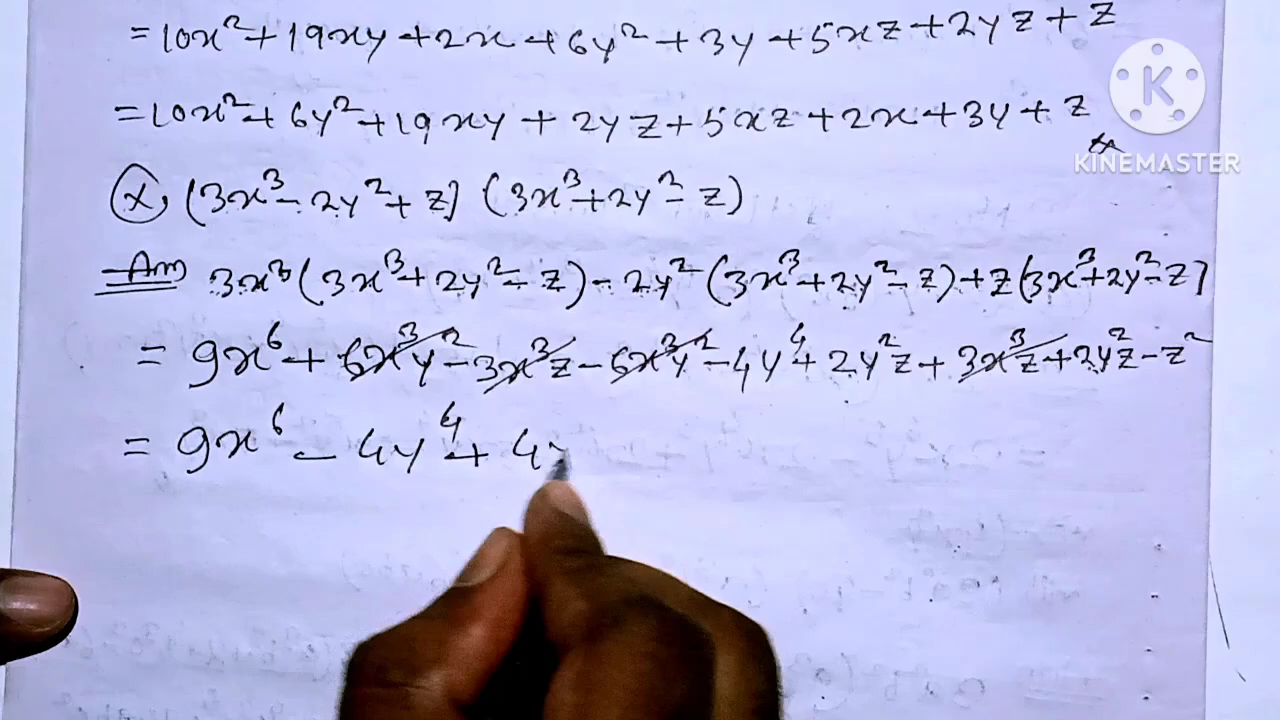 =10x²+19xy+2x+6y²+3y+5xz+2yz+z
=10x²+6y²+19xy+2yz+5xz+2x+3y+z
K
KINEMASTER
(x), (3x³-2y²+z) (3x³+2y²-z)
Ans 3x³(3x³+2y²-z)-2y²(3x³+2y²-z)+z(3x³+2y²-z)
= 9x⁶+6x³y²-3x³z-6x³y²-4y⁴+2y²z+3x³z+2y²z-z²
= 9x⁶-4y⁴+4